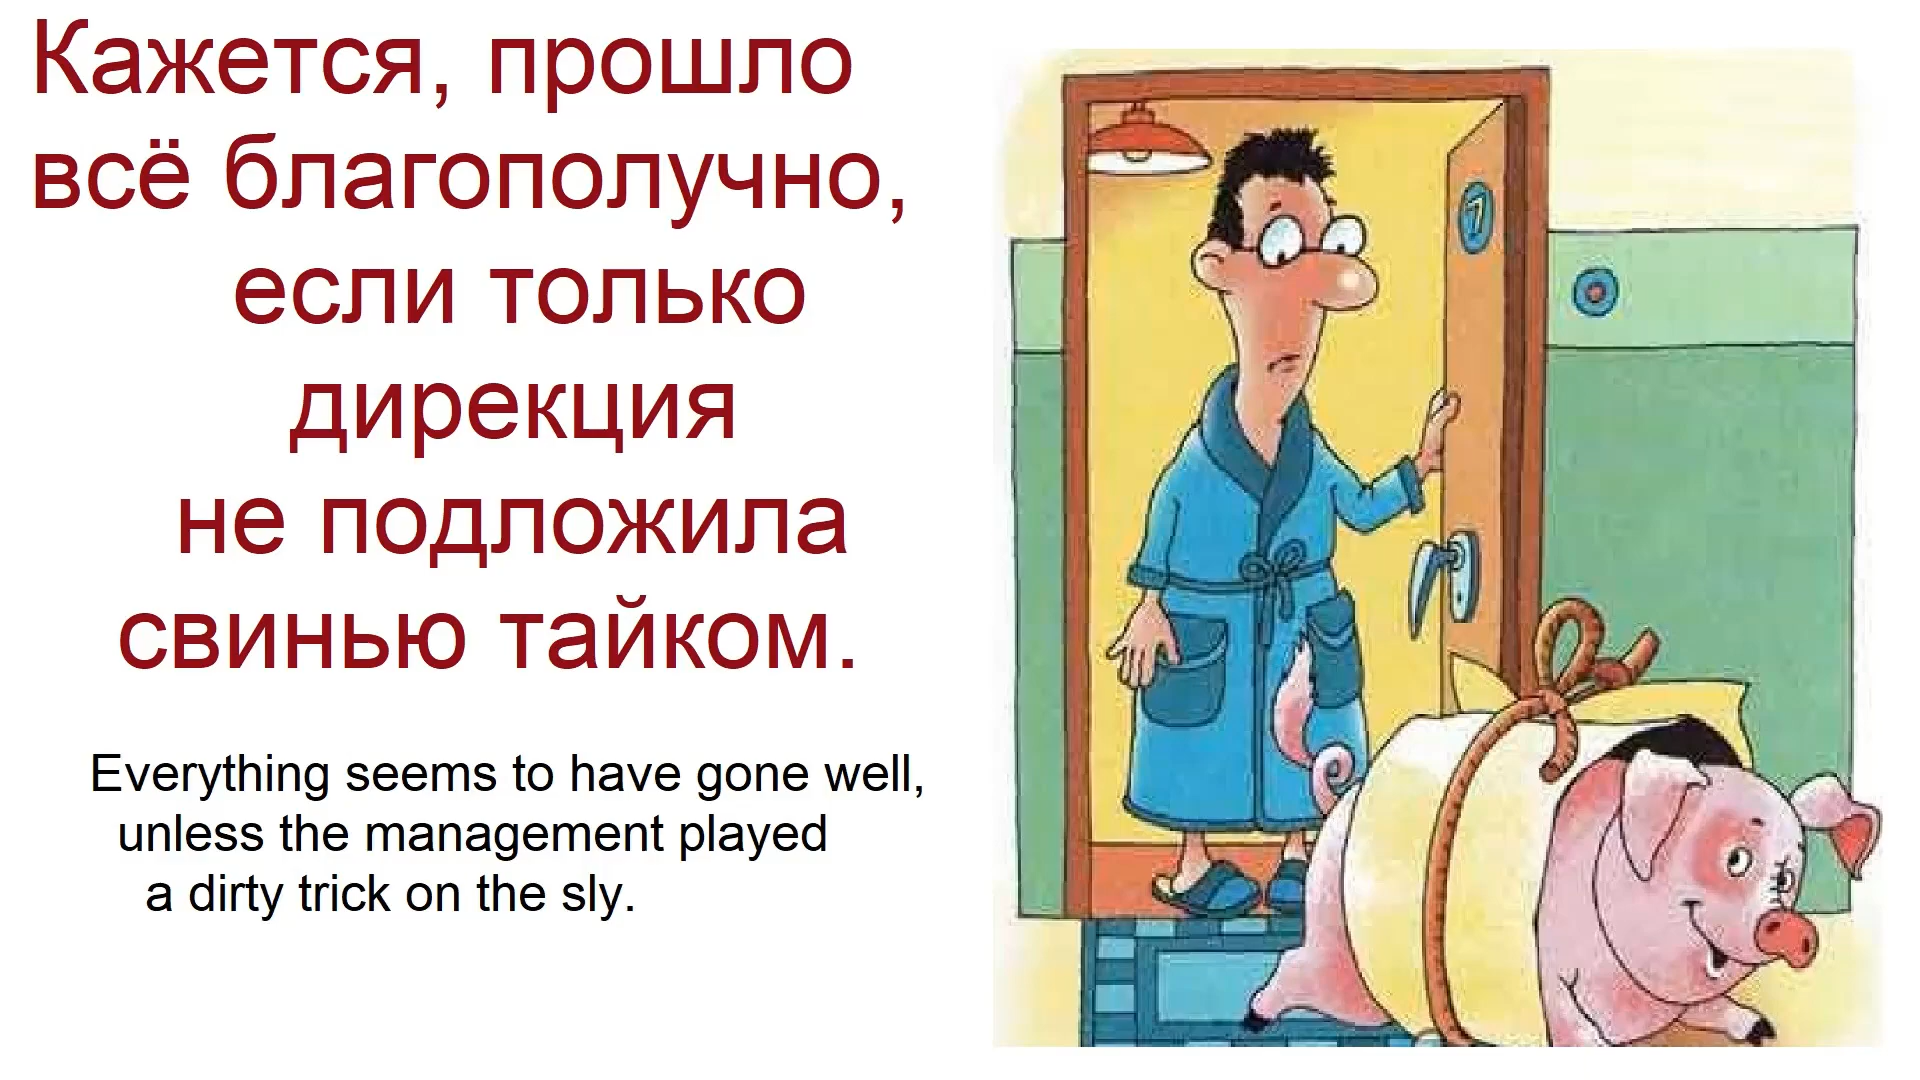 Кажется, прошло
всё благополучно,
если только
дирекция
не подложила
свинью тайком.
Everything seems to have gone well,
unless the management played
a dirty trick on the sly.
7